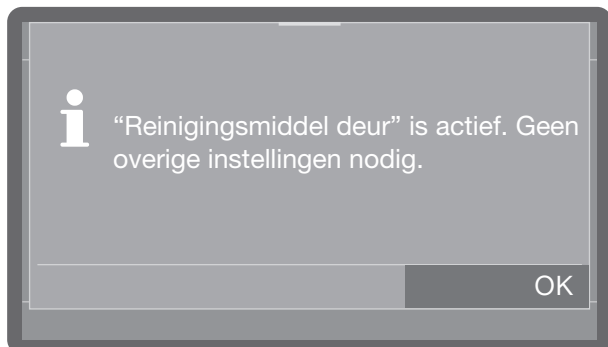 “Reinigingsmiddel deur” is actief. Geen
overige instellingen nodig.
OK